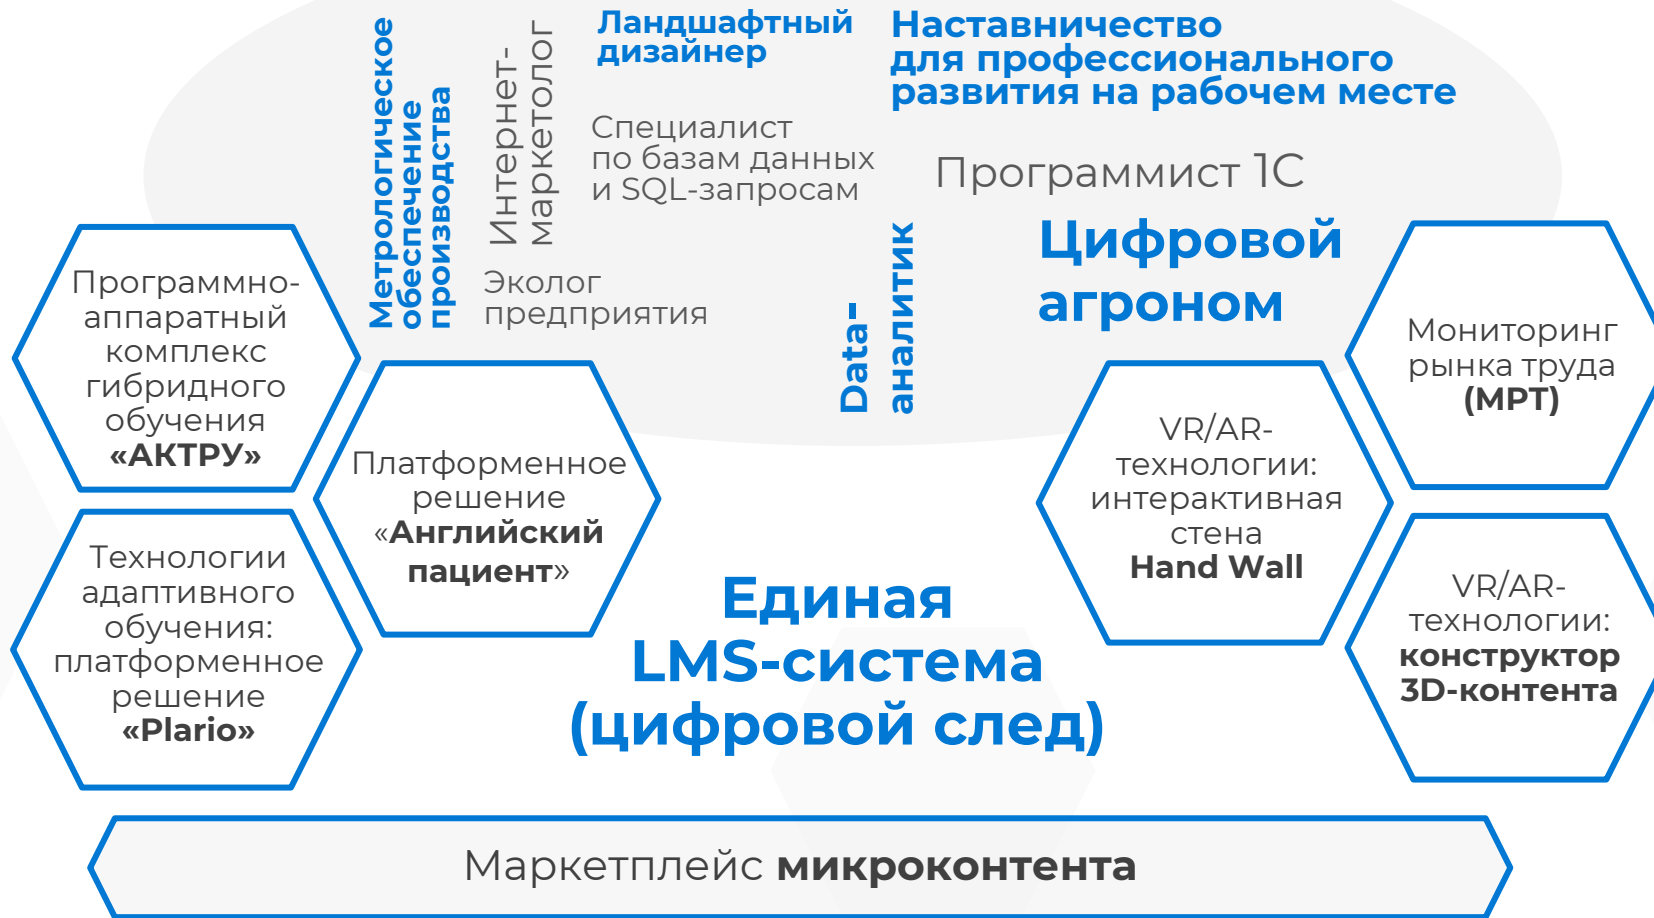 Метрологическое
обеспечение
производства
Интернет-
маркетолог
Ландшафтный
дизайнер
Наставничество
для профессионального
развития на рабочем месте
Специалист
по базам данных
и SQL-запросам
Программист 1С
Эколог
предприятия
Data-
аналитик
Цифровой
агроном
Программно-
аппаратный
комплекс
гибридного
обучения
«АКТРУ»
Платформенное
решение
«Английский
пациент»
Технологии
адаптивного
обучения:
платформенное
решение
«Plario»
Единая
LMS-система
(цифровой след)
VR/AR-
технологии:
интерактивная
стена
Hand Wall
Мониторинг
рынка труда
(МРТ)
VR/AR-
технологии:
конструктор
3D-контента
Маркетплейс микроконтента